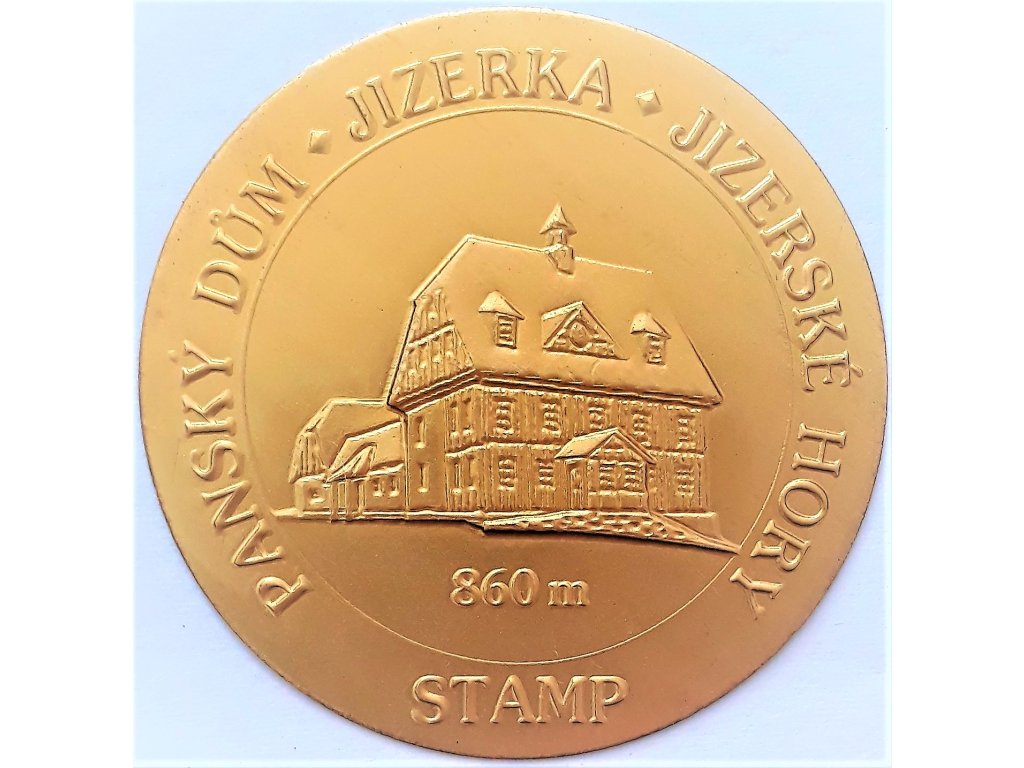 PANSKÝ DŮM · JIZERKA · JIZERSKÉ HORY
860 m
STAMP